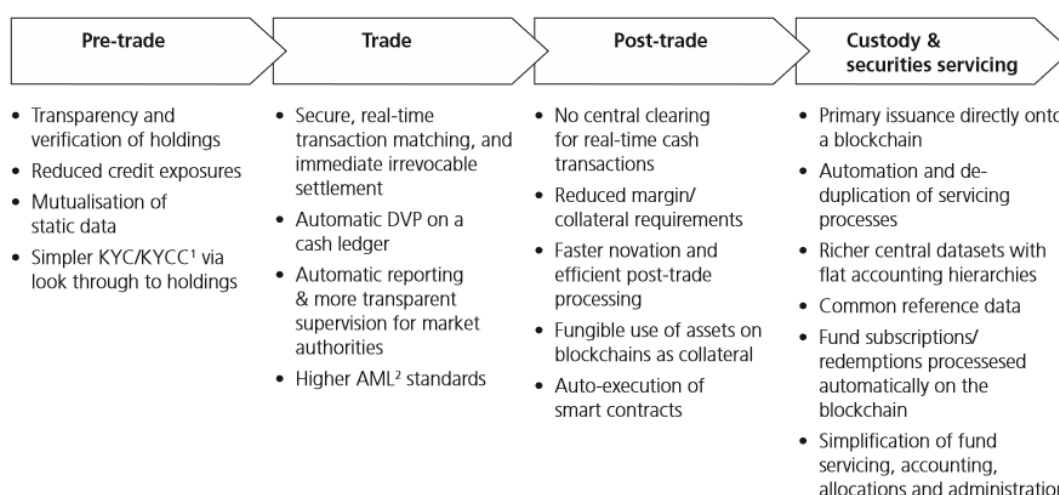 Pre-trade
• Transparency and
verification of holdings
• Reduced credit exposures
• Mutualisation of
static data
• Simpler KYC/KYCC¹ via
look through to holdings
Trade
• Secure, real-time
transaction matching, and
immediate irrevocable
settlement
• Automatic DVP on a
cash ledger
• Automatic reporting
& more transparent
supervision for market
authorities
• Higher AML² standards
Post-trade
• No central clearing
for real-time cash
transactions
• Reduced margin/
collateral requirements
• Faster novation and
efficient post-trade
processing
• Fungible use of assets on
blockchains as collateral
• Auto-execution of
smart contracts
Custody &
securities servicing
• Primary issuance directly onto
a blockchain
• Automation and de-
duplication of servicing
processes
• Richer central datasets with
flat accounting hierarchies
• Common reference data
• Fund subscriptions/
redemptions processesed
automatically on the
blockchain
• Simplification of fund
servicing, accounting,
allocations and administration